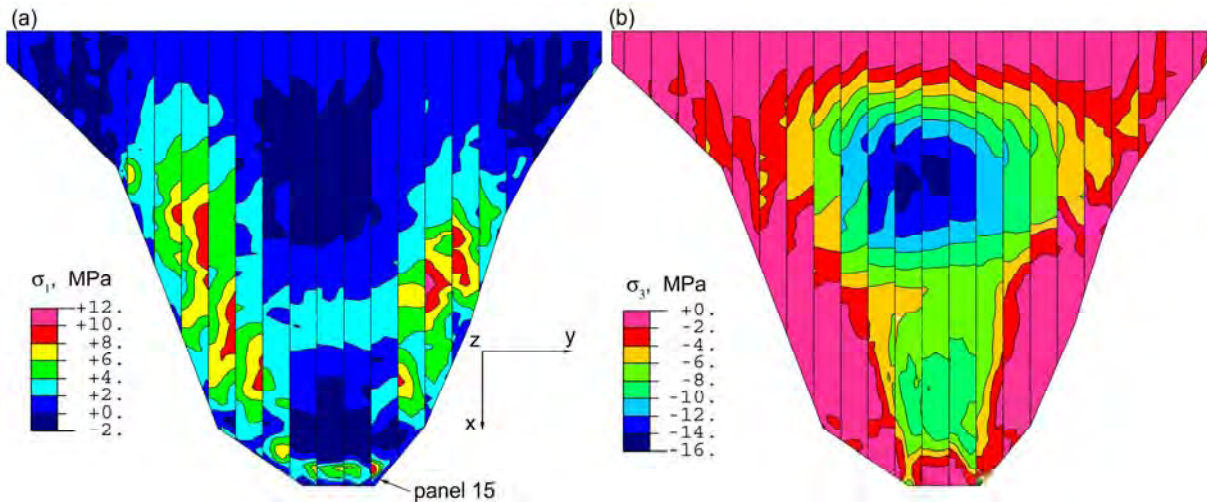 (a)
(b)
σ₁, MPa
+12.
+10.
+8.
+6.
+4.
+2.
+0.
-2.
z
y
x
panel 15
σ₃, MPa
+0.
-2.
-4.
-6.
-8.
-10.
-12.
-14.
-16.